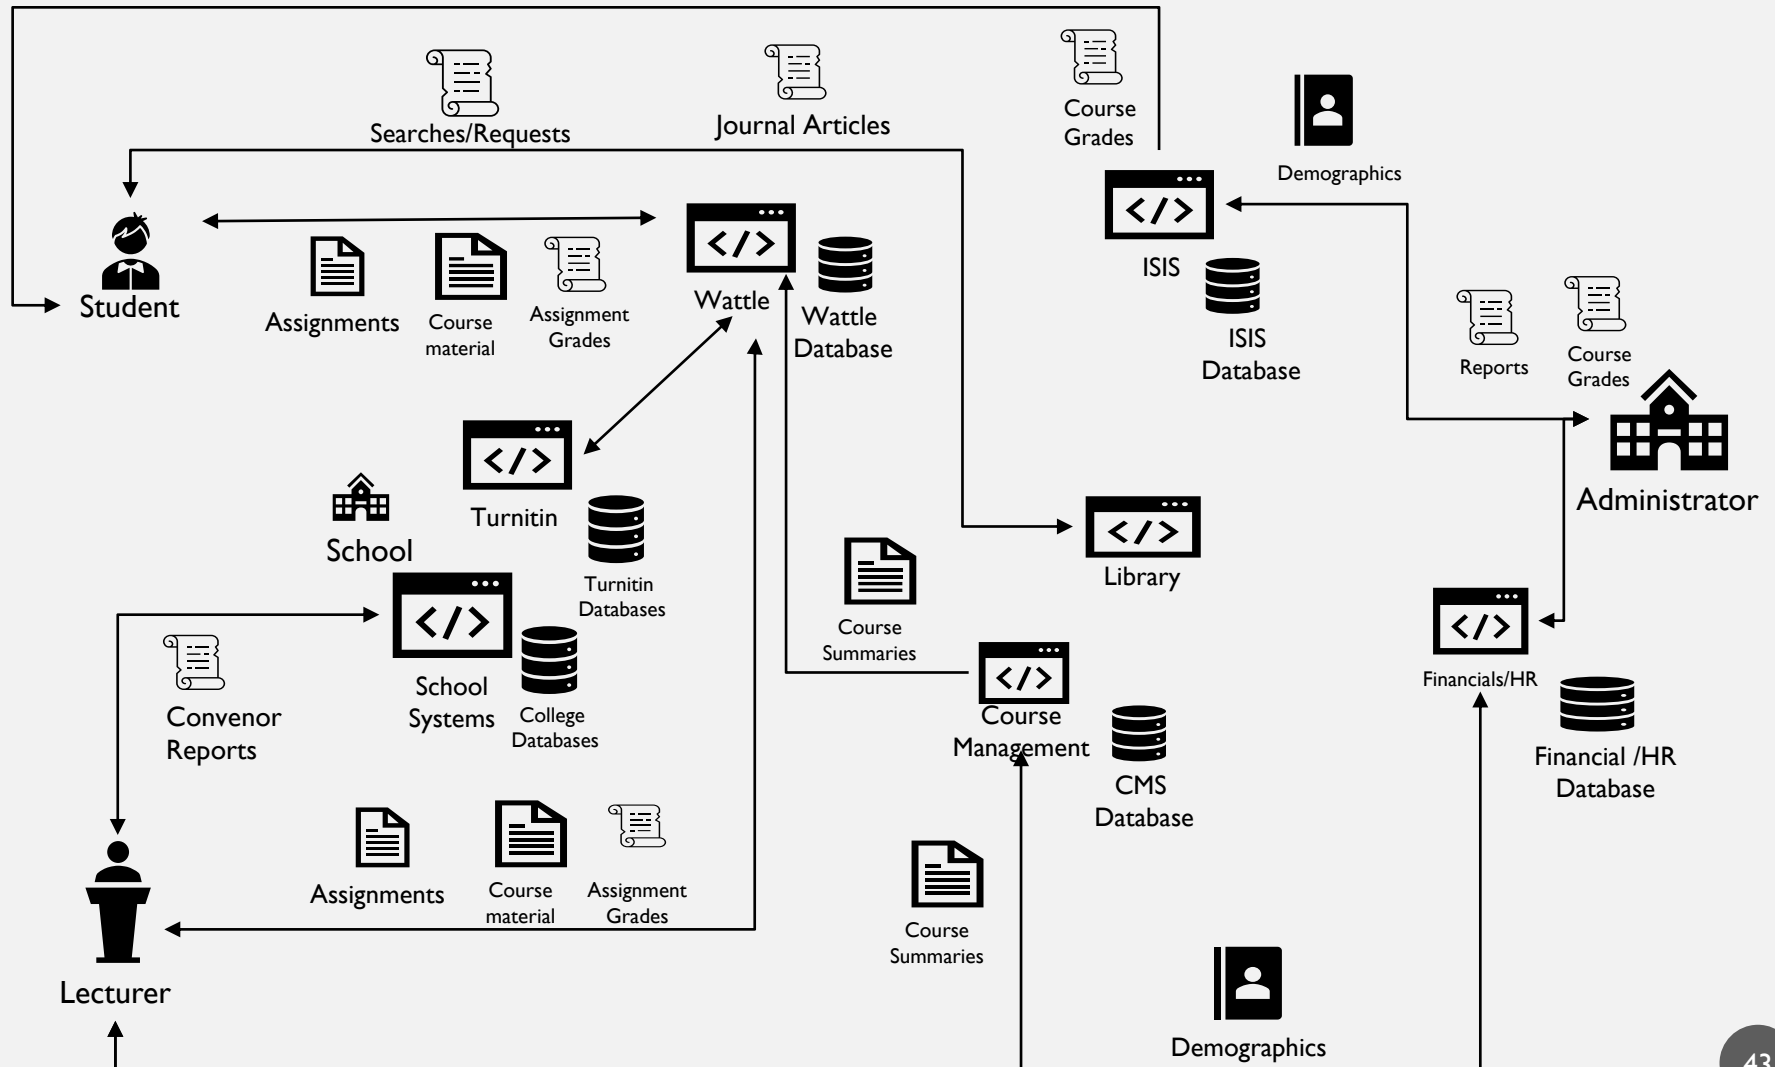 Searches/Requests
Journal Articles
Course
Grades
Demographics
</>
ISIS
ISIS
Database
Student
Assignments
Course
material
Assignment
Grades
</>
Wattle
Wattle
Database
Reports
Course
Grades
Administrator
</>
Turnitin
Turnitin
Databases
School
</>
School
Systems
College
Databases
Convenor
Reports
</>
Library
Course
Summaries
</>
Course
Management
CMS
Database
</>
Financials/HR
Financial /HR
Database
Assignments
Course
material
Assignment
Grades
Lecturer
Course
Summaries
Demographics
43